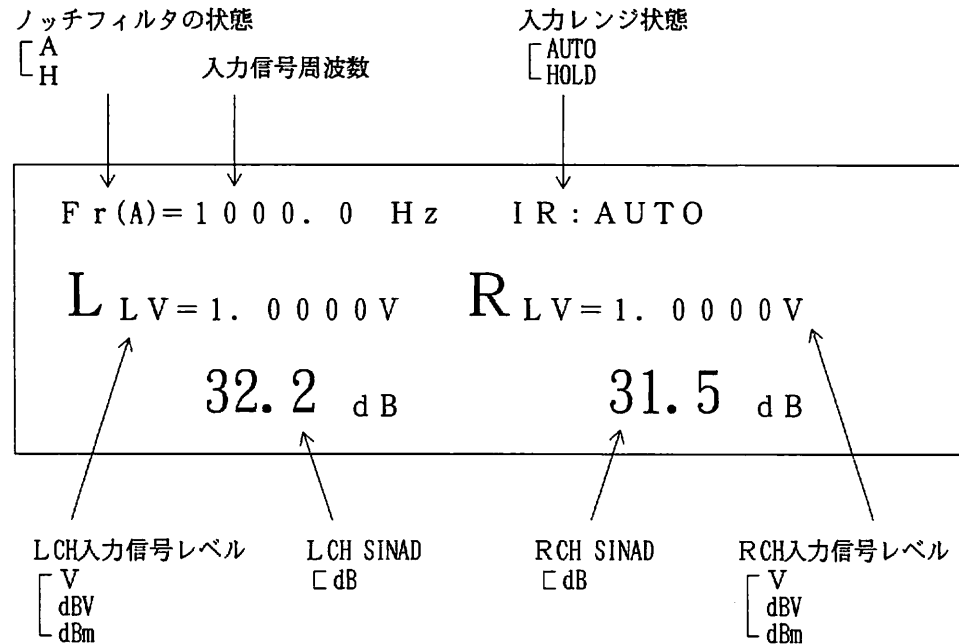 ノッチフィルタの状態
A
H
入力信号周波数
入力レンジ状態
AUTO
HOLD
Fr(A)=1000.0 Hz IR:AUTO
L LV=1.0000V R LV=1.0000V
32.2 dB 31.5 dB
LCH入力信号レベル
V
dBV
dBm
LCH SINAD
dB
RCH SINAD
dB
RCH入力信号レベル
V
dBV
dBm